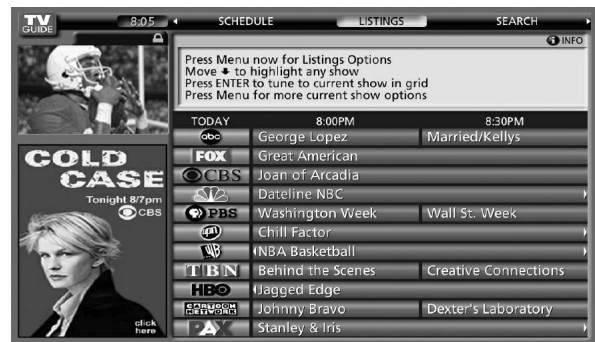 TV
GUIDE
8:05
SCHEDULE
LISTINGS
SEARCH
INFO
Press Menu now for Listings Options
Move to highlight any show
Press ENTER to tune to current show in grid
Press Menu for more current show options
TODAY 8:00PM 8:30PM
abc George Lopez Married/Kellys
FOX Great American
CBS Joan of Arcadia
Dateline NBC
PBS Washington Week Wall St. Week
upn Chill Factor
WB NBA Basketball
TBN Behind the Scenes Creative Connections
HBO Jagged Edge
CARTOON NETWORK Johnny Bravo Dexter's Laboratory
PAX Stanley & Iris
COLD
CASE
Tonight 8/7pm
CBS
click
here